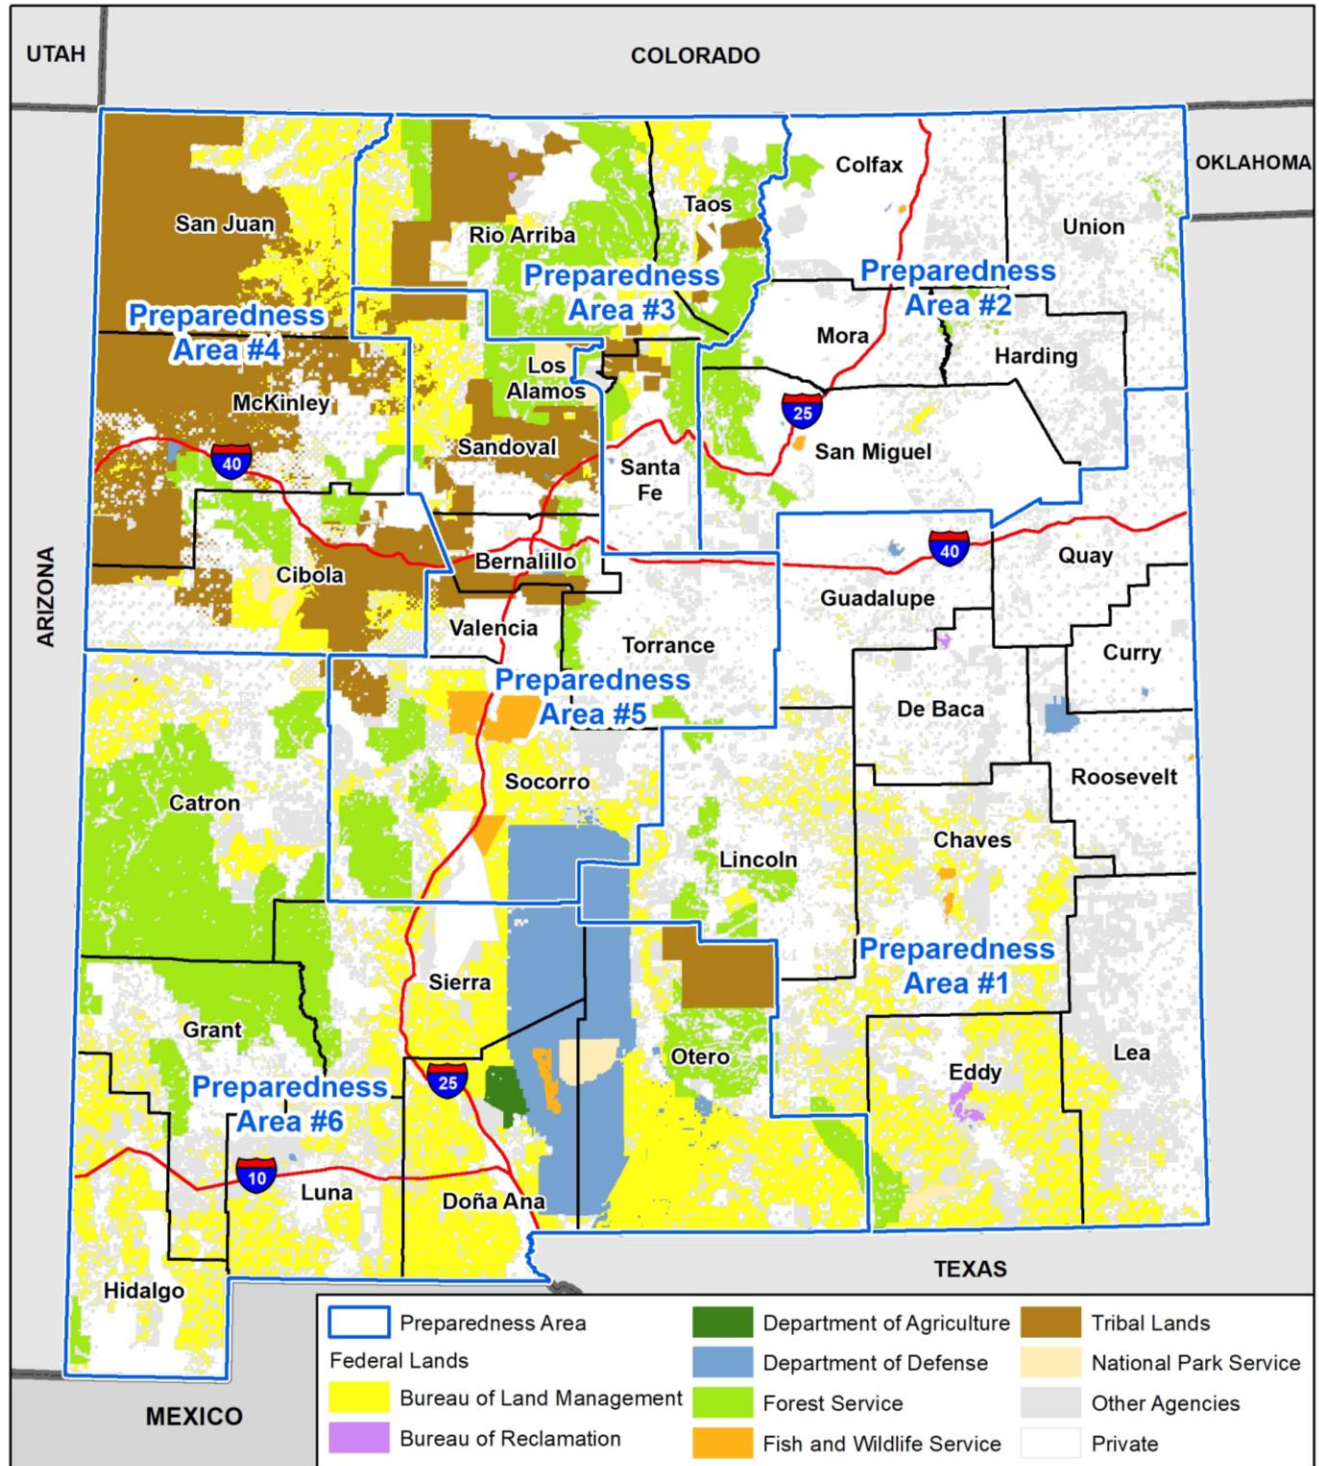 UTAH
COLORADO
OKLAHOMA
ARIZONA
Colfax
Union
San Juan
Taos
Rio Arriba
Preparedness
Area #3
Preparedness
Area #2
Preparedness
Area #4
Mora
Harding
Los
Alamos
McKinley
25
Sandoval
San Miguel
40
Santa
Fe
Bernalillo
40
Quay
Cibola
Guadalupe
Valencia
Torrance
Curry
Preparedness
Area #5
De Baca
Socorro
Roosevelt
Catron
Chaves
Lincoln
Preparedness
Area #1
Sierra
Grant
Otero
Lea
Eddy
Preparedness
Area #6
25
10
Luna
Doña Ana
Hidalgo
TEXAS
MEXICO
Preparedness Area
Federal Lands
Bureau of Land Management
Bureau of Reclamation
Department of Agriculture
Department of Defense
Forest Service
Fish and Wildlife Service
Tribal Lands
National Park Service
Other Agencies
Private